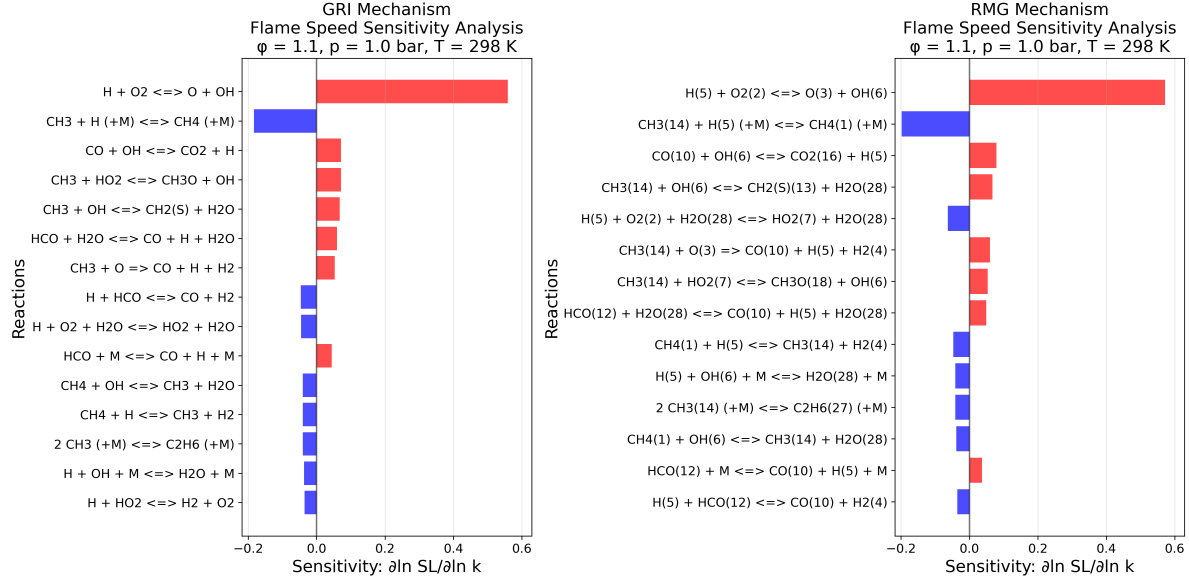 GRI Mechanism
Flame Speed Sensitivity Analysis
φ = 1.1, p = 1.0 bar, T = 298 K
Reactions
H + O2 <=> O + OH
CH3 + H (+M) <=> CH4 (+M)
CO + OH <=> CO2 + H
CH3 + HO2 <=> CH3O + OH
CH3 + OH <=> CH2(S) + H2O
HCO + H2O <=> CO + H + H2O
CH3 + O => CO + H + H2
H + HCO <=> CO + H2
H + O2 + H2O <=> HO2 + H2O
HCO + M <=> CO + H + M
CH4 + OH <=> CH3 + H2O
CH4 + H <=> CH3 + H2
2 CH3 (+M) <=> C2H6 (+M)
H + OH + M <=> H2O + M
H + HO2 <=> H2 + O2
−0.2 0.0 0.2 0.4 0.6
Sensitivity: ∂ln SL/∂ln k
RMG Mechanism
Flame Speed Sensitivity Analysis
φ = 1.1, p = 1.0 bar, T = 298 K
Reactions
H(5) + O2(2) <=> O(3) + OH(6)
CH3(14) + H(5) (+M) <=> CH4(1) (+M)
CO(10) + OH(6) <=> CO2(16) + H(5)
CH3(14) + OH(6) <=> CH2(S)(13) + H2O(28)
H(5) + O2(2) + H2O(28) <=> HO2(7) + H2O(28)
CH3(14) + O(3) => CO(10) + H(5) + H2(4)
CH3(14) + HO2(7) <=> CH3O(18) + OH(6)
HCO(12) + H2O(28) <=> CO(10) + H(5) + H2O(28)
CH4(1) + H(5) <=> CH3(14) + H2(4)
H(5) + OH(6) + M <=> H2O(28) + M
2 CH3(14) (+M) <=> C2H6(27) (+M)
CH4(1) + OH(6) <=> CH3(14) + H2O(28)
HCO(12) + M <=> CO(10) + H(5) + M
H(5) + HCO(12) <=> CO(10) + H2(4)
−0.2 0.0 0.2 0.4 0.6
Sensitivity: ∂ln SL/∂ln k